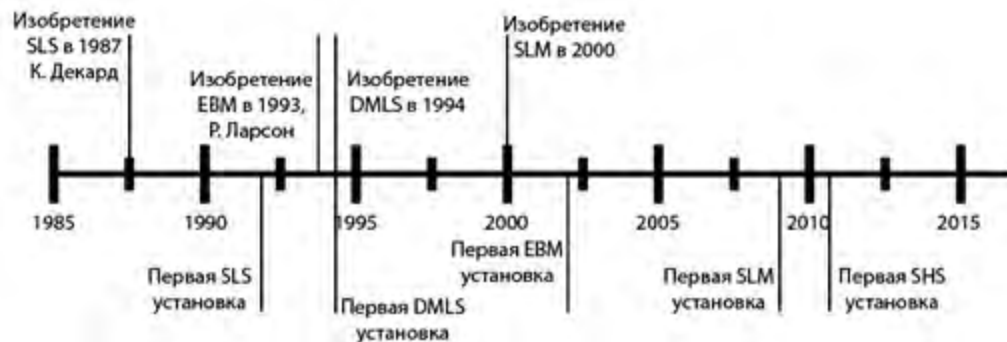 Изобретение
SLS в 1987
К. Декард
Изобретение
EBM в 1993,
Р. Ларсон
Изобретение
DMLS в 1994
Изобретение
SLM в 2000
1985
1990
1995
2000
2005
2010
2015
Первая SLS
установка
Первая DMLS
установка
Первая EBM
установка
Первая SLM
установка
Первая SHS
установка